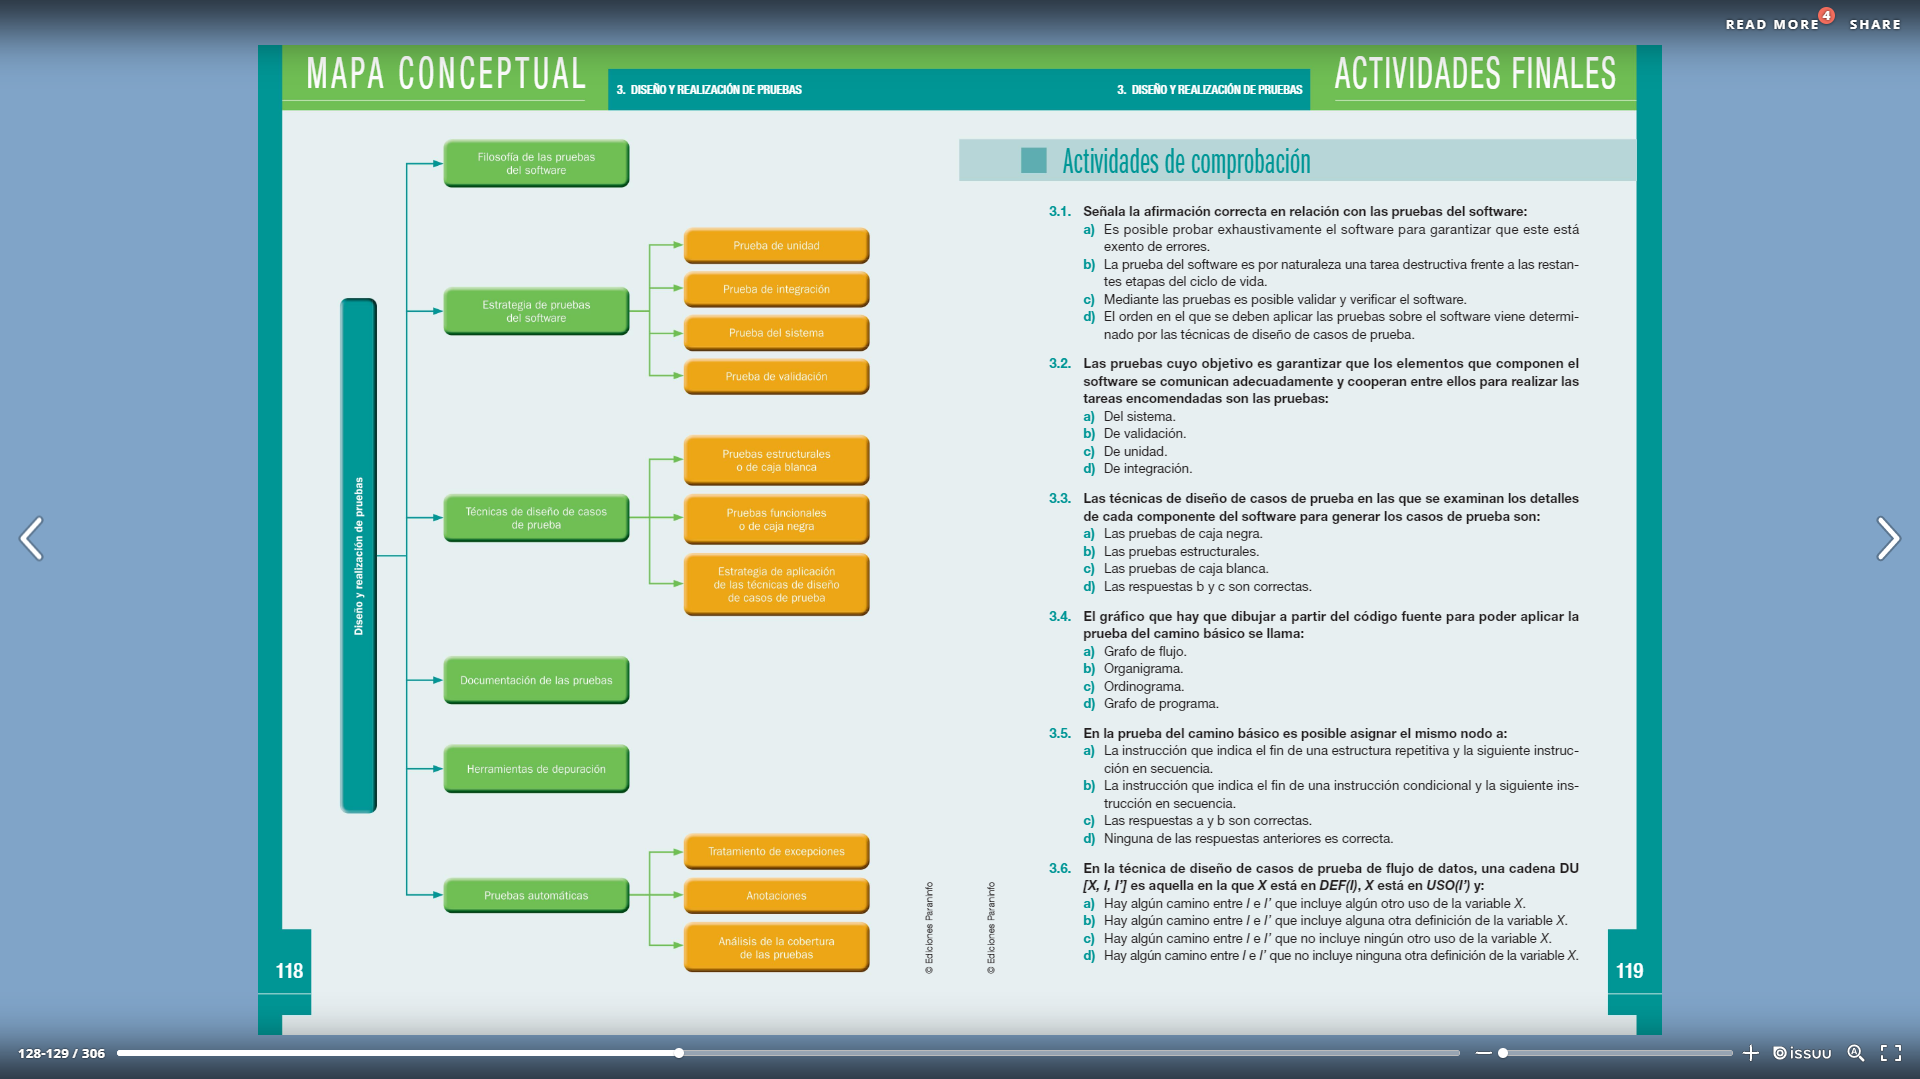 READ MORE 4 SHARE
MAPA CONCEPTUAL
3. DISEÑO Y REALIZACIÓN DE PRUEBAS
Diseño y realización de pruebas
Filosofía de las pruebas
del software
Estrategia de pruebas
del software
Prueba de unidad
Prueba de integración
Prueba del sistema
Prueba de validación
Técnicas de diseño de casos
de prueba
Pruebas estructurales
o de caja blanca
Pruebas funcionales
o de caja negra
Estrategia de aplicación
de las técnicas de diseño
de casos de prueba
Documentación de las pruebas
Herramientas de depuración
Pruebas automáticas
Tratamiento de excepciones
Anotaciones
Análisis de la cobertura
de las pruebas
© Ediciones Paraninfo
118
3. DISEÑO Y REALIZACIÓN DE PRUEBAS
ACTIVIDADES FINALES
Actividades de comprobación
3.1. Señala la afirmación correcta en relación con las pruebas del software:
a) Es posible probar exhaustivamente el software para garantizar que este está
exento de errores.
b) La prueba del software es por naturaleza una tarea destructiva frente a las restan-
tes etapas del ciclo de vida.
c) Mediante las pruebas es posible validar y verificar el software.
d) El orden en el que se deben aplicar las pruebas sobre el software viene determi-
nado por las técnicas de diseño de casos de prueba.
3.2. Las pruebas cuyo objetivo es garantizar que los elementos que componen el
software se comunican adecuadamente y cooperan entre ellos para realizar las
tareas encomendadas son las pruebas:
a) Del sistema.
b) De validación.
c) De unidad.
d) De integración.
3.3. Las técnicas de diseño de casos de prueba en las que se examinan los detalles
de cada componente del software para generar los casos de prueba son:
a) Las pruebas de caja negra.
b) Las pruebas estructurales.
c) Las pruebas de caja blanca.
d) Las respuestas b y c son correctas.
3.4. El gráfico que hay que dibujar a partir del código fuente para poder aplicar la
prueba del camino básico se llama:
a) Grafo de flujo.
b) Organigrama.
c) Ordinograma.
d) Grafo de programa.
3.5. En la prueba del camino básico es posible asignar el mismo nodo a:
a) La instrucción que indica el fin de una estructura repetitiva y la siguiente instruc-
ción en secuencia.
b) La instrucción que indica el fin de una instrucción condicional y la siguiente ins-
trucción en secuencia.
c) Las respuestas a y b son correctas.
d) Ninguna de las respuestas anteriores es correcta.
3.6. En la técnica de diseño de casos de prueba de flujo de datos, una cadena DU
[X, I, I’] es aquella en la que X está en DEF(I), X está en USO(I’) y:
a) Hay algún camino entre I e I’ que incluye algún otro uso de la variable X.
b) Hay algún camino entre I e I’ que incluye alguna otra definición de la variable X.
c) Hay algún camino entre I e I’ que no incluye ningún otro uso de la variable X.
d) Hay algún camino entre I e I’ que no incluye ninguna otra definición de la variable X.
© Ediciones Paraninfo
119
128-129 / 306
issuu